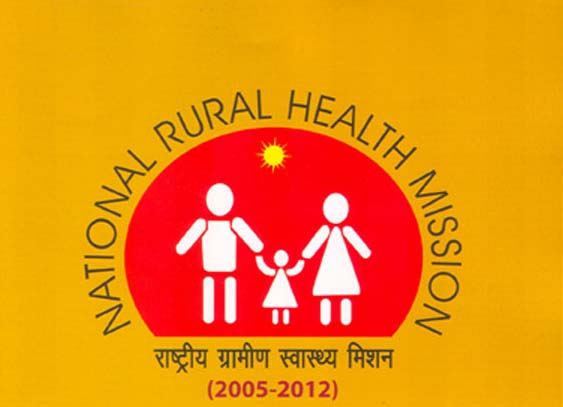 NATIONAL RURAL HEALTH MISSION
राष्ट्रीय ग्रामीण स्वास्थ्य मिशन
(2005-2012)